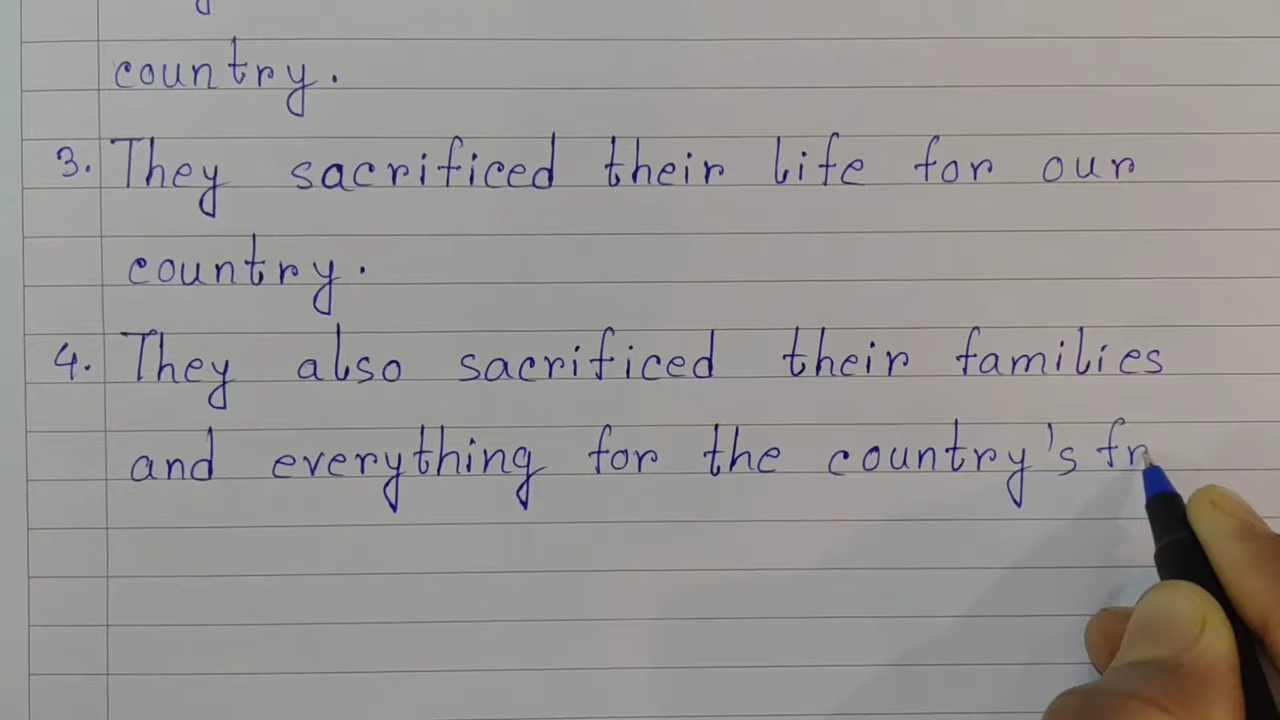 country.
3. They sacrificed their life for our
country.
4. They also sacrificed their families
and everything for the country's fr